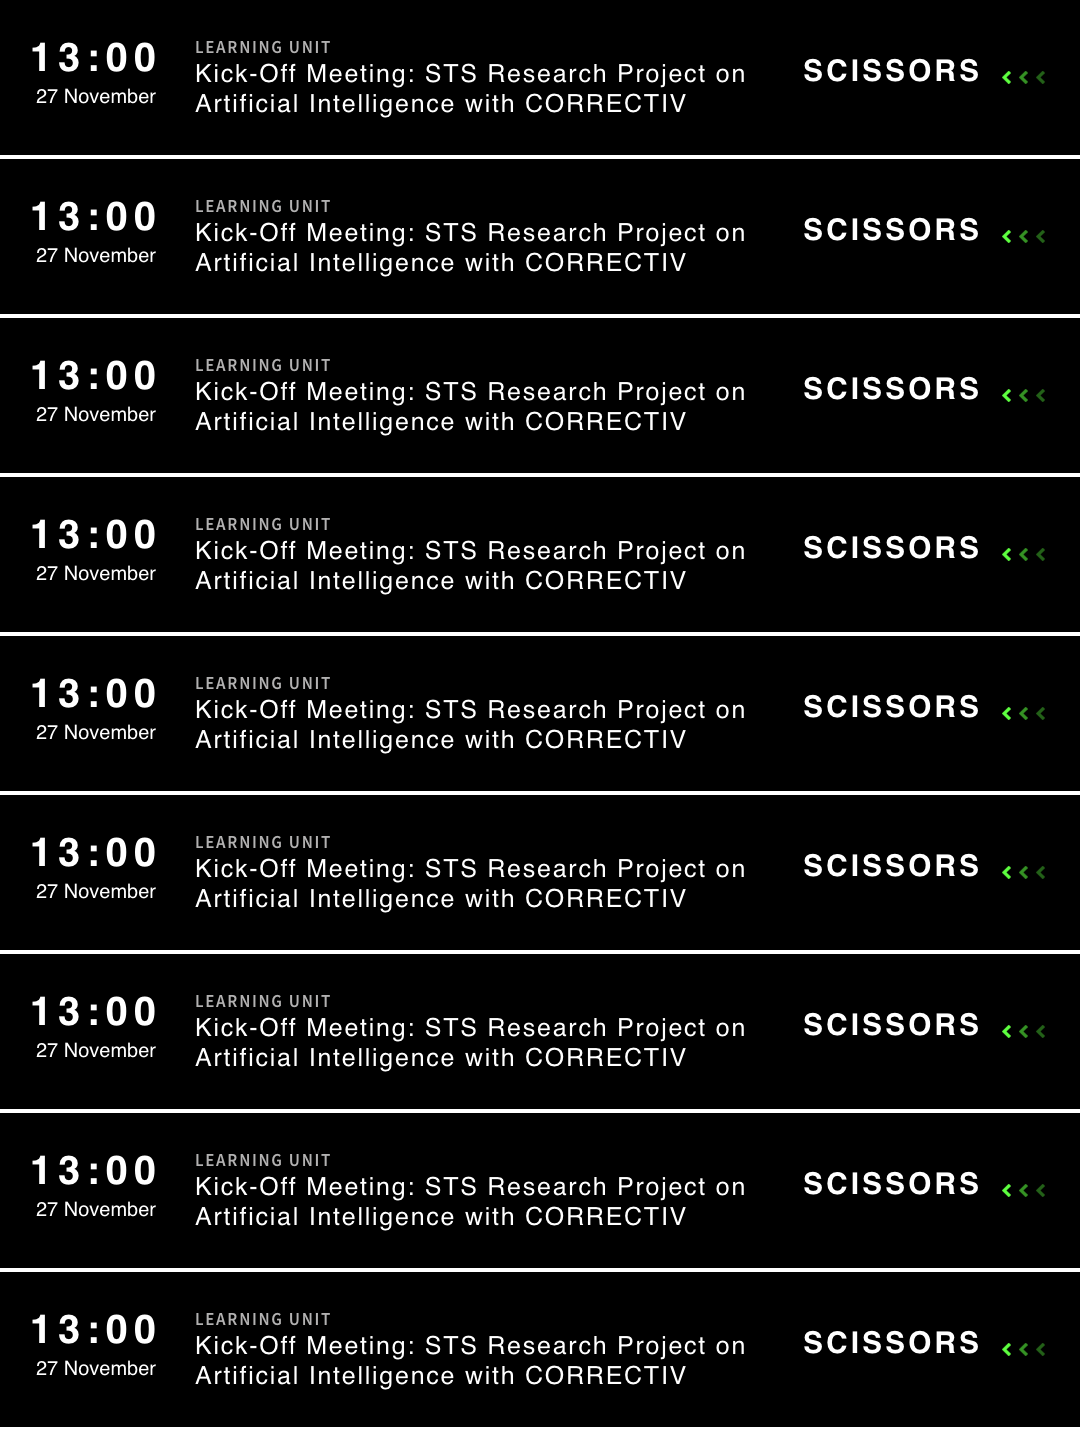 13:00
27 November
LEARNING UNIT
Kick-Off Meeting: STS Research Project on
Artificial Intelligence with CORRECTIV
SCISSORS
13:00
27 November
LEARNING UNIT
Kick-Off Meeting: STS Research Project on
Artificial Intelligence with CORRECTIV
SCISSORS
13:00
27 November
LEARNING UNIT
Kick-Off Meeting: STS Research Project on
Artificial Intelligence with CORRECTIV
SCISSORS
13:00
27 November
LEARNING UNIT
Kick-Off Meeting: STS Research Project on
Artificial Intelligence with CORRECTIV
SCISSORS
13:00
27 November
LEARNING UNIT
Kick-Off Meeting: STS Research Project on
Artificial Intelligence with CORRECTIV
SCISSORS
13:00
27 November
LEARNING UNIT
Kick-Off Meeting: STS Research Project on
Artificial Intelligence with CORRECTIV
SCISSORS
13:00
27 November
LEARNING UNIT
Kick-Off Meeting: STS Research Project on
Artificial Intelligence with CORRECTIV
SCISSORS
13:00
27 November
LEARNING UNIT
Kick-Off Meeting: STS Research Project on
Artificial Intelligence with CORRECTIV
SCISSORS
13:00
27 November
LEARNING UNIT
Kick-Off Meeting: STS Research Project on
Artificial Intelligence with CORRECTIV
SCISSORS